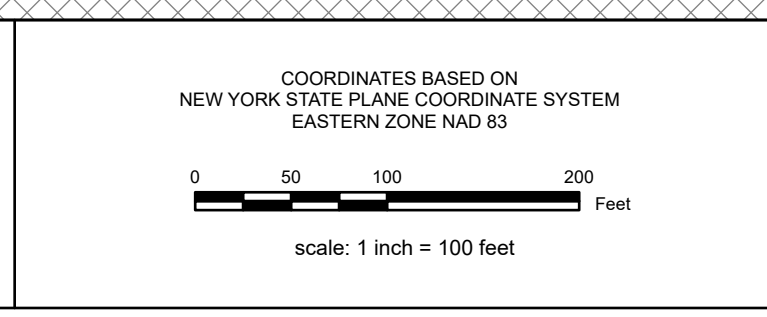 COORDINATES BASED ON
NEW YORK STATE PLANE COORDINATE SYSTEM
EASTERN ZONE NAD 83
0 50 100 200
Feet
scale: 1 inch = 100 feet